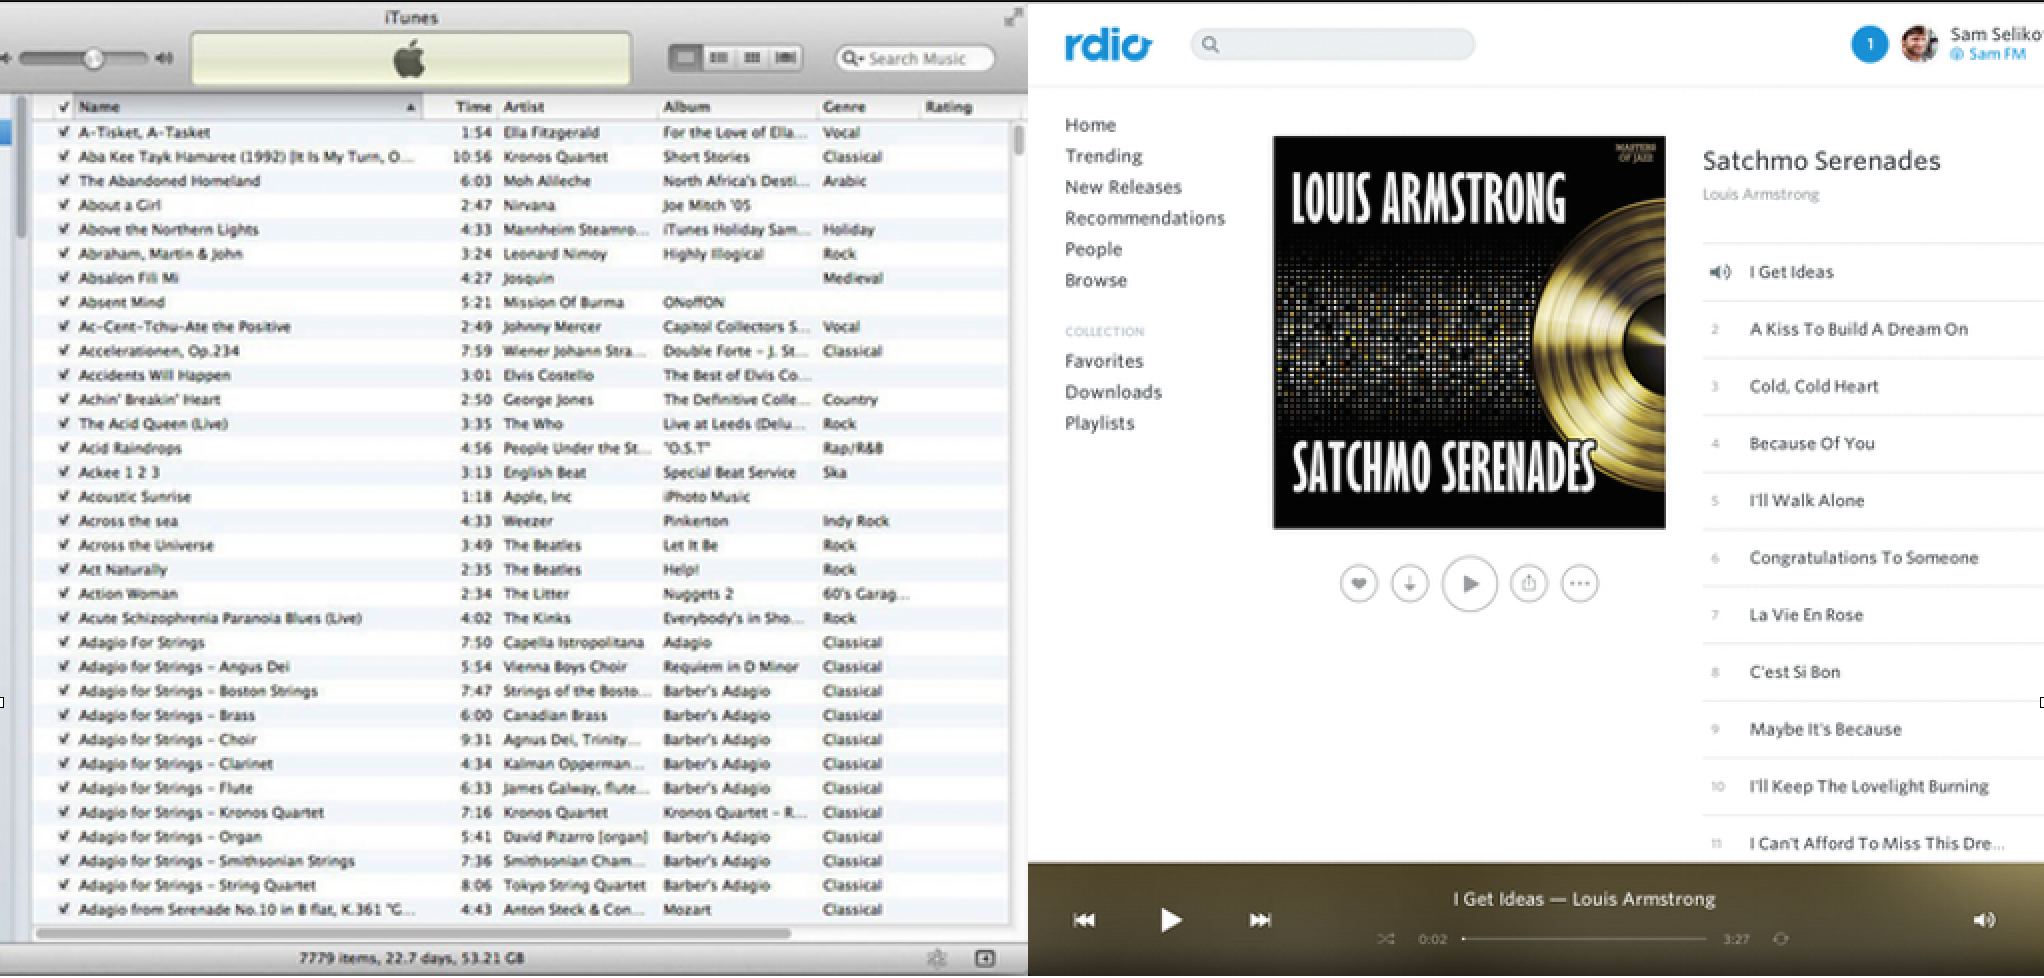 iTunes
Search Music
Name Time Artist Album Genre Rating
A-Tisket, A-Tasket 1:54 Ella Fitzgerald For the Love of Ella... Vocal
Aba Kee Tayk Hamaree (1992) [It Is My Turn, O... 10:56 Kronos Quartet Short Stories Classical
The Abandoned Homeland 6:03 Moh Alileche North Africa's Desti... Arabic
About a Girl 2:47 Nirvana Joe Mitch '05
Above the Northern Lights 4:33 Mannheim Steamro... iTunes Holiday Sam... Holiday
Abraham, Martin & John 3:24 Leonard Nimoy Highly Illogical Rock
Absalon Fili Mi 4:27 Josquin Medieval
Absent Mind 5:21 Mission Of Burma ONoffON
Ac-Cent-Tchu-Ate the Positive 2:49 Johnny Mercer Capitol Collectors S... Vocal
Accelerationen, Op.234 7:59 Wiener Johann Stra... Double Forte - J. St... Classical
Accidents Will Happen 3:01 Elvis Costello The Best of Elvis Co...
Achin' Breakin' Heart 2:50 George Jones The Definitive Colle... Country
The Acid Queen (Live) 3:35 The Who Live at Leeds (Delu... Rock
Acid Raindrops 4:56 People Under the St... "O.S.T" Rap/R&B
Ackee 1 2 3 3:13 English Beat Special Beat Service Ska
Acoustic Sunrise 1:18 Apple, Inc iPhoto Music
Across the sea 4:33 Weezer Pinkerton Indy Rock
Across the Universe 3:49 The Beatles Let It Be Rock
Act Naturally 2:35 The Beatles Help! Rock
Action Woman 2:34 The Litter Nuggets 2 60's Garag...
Acute Schizophrenia Paranoia Blues (Live) 4:02 The Kinks Everybody's in Sho... Rock
Adagio For Strings 7:50 Capella Istropolitana Adagio Classical
Adagio for Strings - Angus Dei 5:54 Vienna Boys Choir Requiem in D Minor Classical
Adagio for Strings - Boston Strings 7:47 Strings of the Bosto... Barber's Adagio Classical
Adagio for Strings - Brass 6:00 Canadian Brass Barber's Adagio Classical
Adagio for Strings - Choir 9:31 Agnus Dei, Trinity... Barber's Adagio Classical
Adagio for Strings - Clarinet 4:34 Kalman Opperman... Barber's Adagio Classical
Adagio for Strings - Flute 6:33 James Galway, flute... Barber's Adagio Classical
Adagio for Strings - Kronos Quartet 7:16 Kronos Quartet Kronos Quartet - R... Classical
Adagio for Strings - Organ 5:41 David Pizarro [organ] Barber's Adagio Classical
Adagio for Strings - Smithsonian Strings 7:36 Smithsonian Cham... Barber's Adagio Classical
Adagio for Strings - String Quartet 8:06 Tokyo String Quartet Barber's Adagio Classical
Adagio from Serenade No.10 in B flat, K.361 "G... 4:43 Anton Steck & Con... Mozart Classical
7779 items, 22.7 days, 53.21 GB
rdio
1
Sam Seliko
Sam FM
Home
Trending
New Releases
Recommendations
People
Browse
COLLECTION
Favorites
Downloads
Playlists
MASTERS
OF JAZZ
LOUIS ARMSTRONG
SATCHMO SERENADES
Satchmo Serenades
Louis Armstrong
I Get Ideas
2 A Kiss To Build A Dream On
3 Cold, Cold Heart
4 Because Of You
5 I'll Walk Alone
6 Congratulations To Someone
7 La Vie En Rose
8 C'est Si Bon
9 Maybe It's Because
10 I'll Keep The Lovelight Burning
11 I Can't Afford To Miss This Dre...
I Get Ideas — Louis Armstrong
0:02 3:27